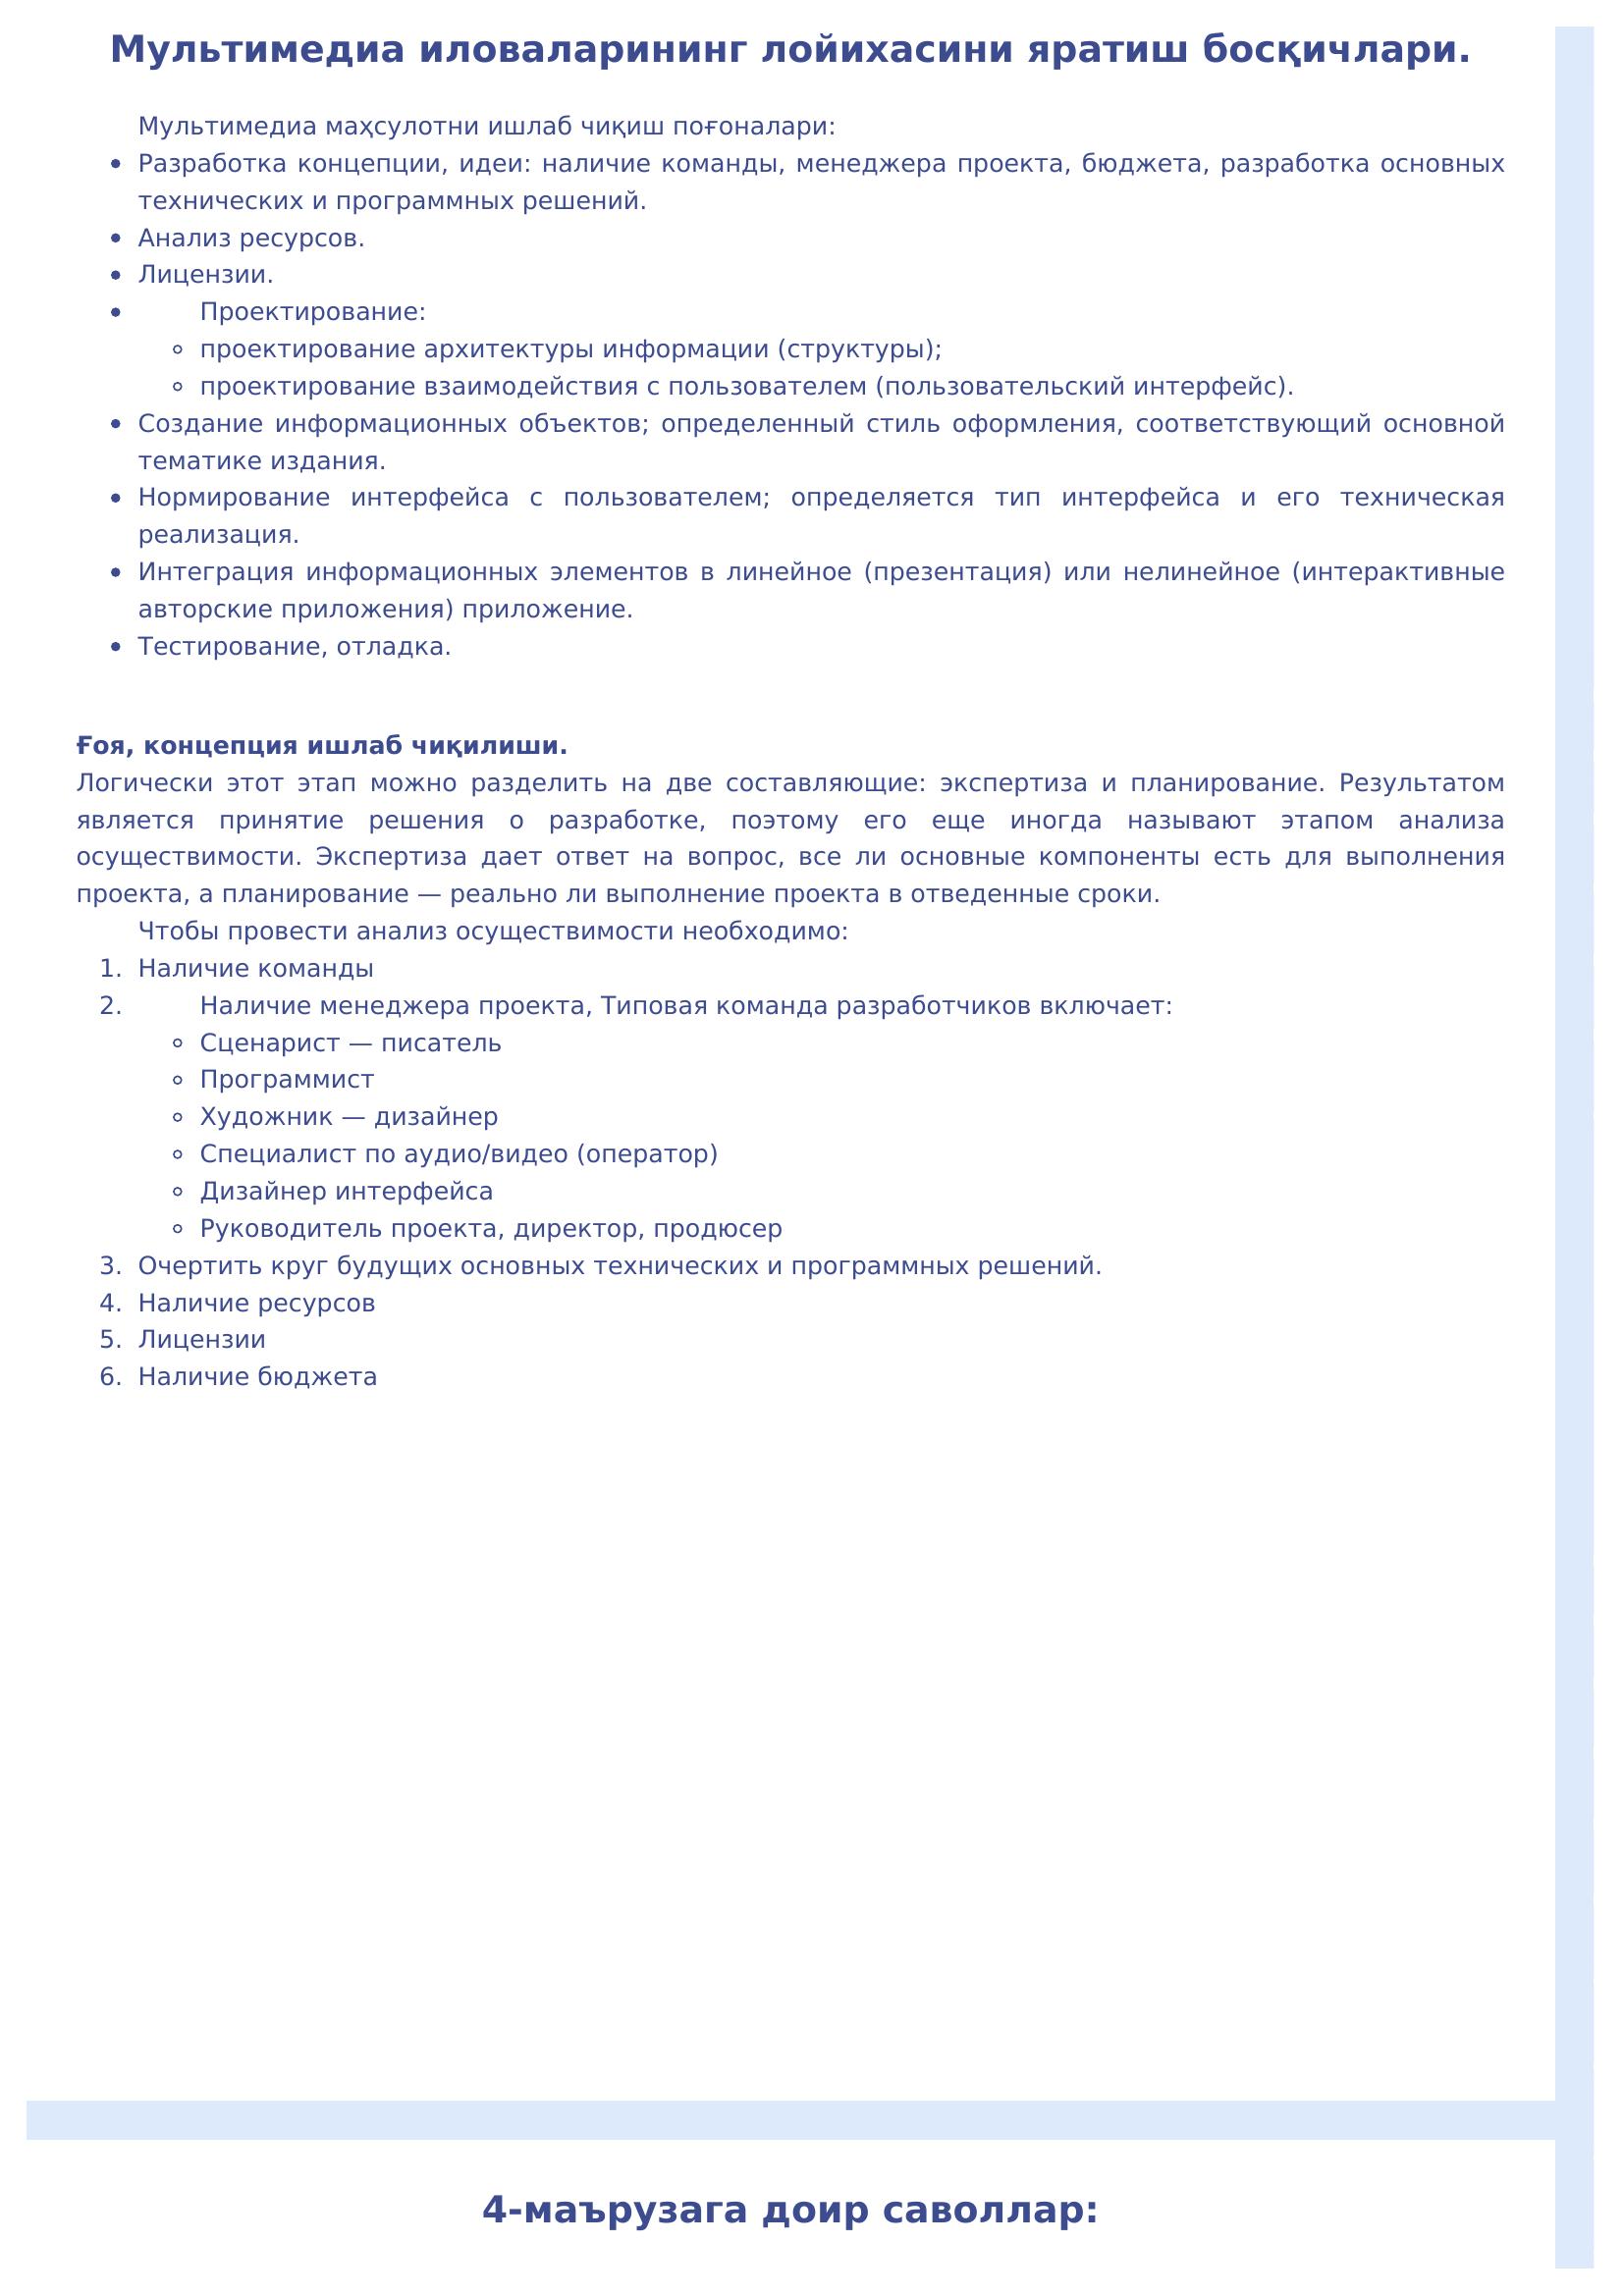 Мультимедиа иловаларининг лойихасини яратиш босқичлари.
Мультимедиа маҳсулотни ишлаб чиқиш поғоналари:
• Разработка концепции, идеи: наличие команды, менеджера проекта, бюджета, разработка основных
технических и программных решений.
• Анализ ресурсов.
• Лицензии.
• Проектирование:
◦ проектирование архитектуры информации (структуры);
◦ проектирование взаимодействия с пользователем (пользовательский интерфейс).
• Создание информационных объектов; определенный стиль оформления, соответствующий основной
тематике издания.
• Нормирование интерфейса с пользователем; определяется тип интерфейса и его техническая
реализация.
• Интеграция информационных элементов в линейное (презентация) или нелинейное (интерактивные
авторские приложения) приложение.
• Тестирование, отладка.
Ғоя, концепция ишлаб чиқилиши.
Логически этот этап можно разделить на две составляющие: экспертиза и планирование. Результатом
является принятие решения о разработке, поэтому его еще иногда называют этапом анализа
осуществимости. Экспертиза дает ответ на вопрос, все ли основные компоненты есть для выполнения
проекта, а планирование — реально ли выполнение проекта в отведенные сроки.
Чтобы провести анализ осуществимости необходимо:
1. Наличие команды
2. Наличие менеджера проекта, Типовая команда разработчиков включает:
◦ Сценарист — писатель
◦ Программист
◦ Художник — дизайнер
◦ Специалист по аудио/видео (оператор)
◦ Дизайнер интерфейса
◦ Руководитель проекта, директор, продюсер
3. Очертить круг будущих основных технических и программных решений.
4. Наличие ресурсов
5. Лицензии
6. Наличие бюджета
4-маърузага доир саволлар: